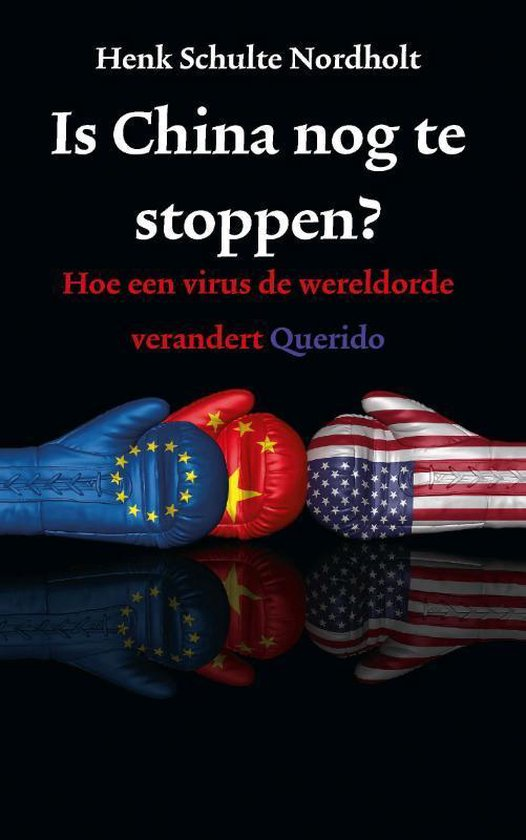 Henk Schulte Nordholt
Is China nog te
stoppen?
Hoe een virus de wereldorde
verandert Querido